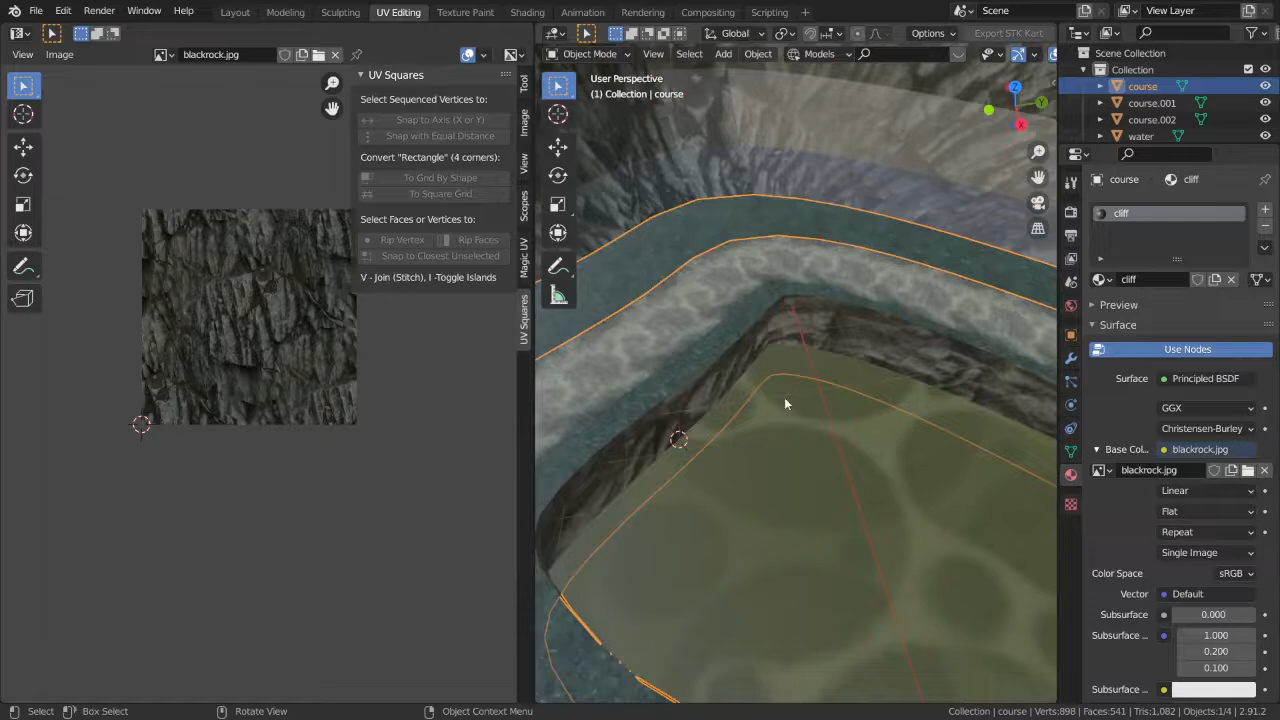 File Edit Render Window Help Layout Modeling Sculpting UV Editing Texture Paint Shading Animation Rendering Compositing Scripting + Scene View Layer
Global Options Export STK Kart
View Image blackrock.jpg Object Mode View Select Add Object Models
UV Squares
Select Sequenced Vertices to:
Snap to Axis (X or Y)
Snap with Equal Distance
Convert "Rectangle" (4 corners):
To Grid By Shape
To Square Grid
Select Faces or Vertices to:
Rip Vertex Rip Faces
Snap to Closest Unselected
V - Join (Stitch), I -Toggle Islands
Tool
Image
View
Scopes
Magic UV
UV Squares
User Perspective
(1) Collection | course
Z
Y
X
Scene Collection
Collection
course
course.001
course.002
water
course cliff
cliff
cliff
Preview
Surface
Use Nodes
Surface Principled BSDF
GGX
Christensen-Burley
Base Col... blackrock.jpg
blackrock.jpg
Linear
Flat
Repeat
Single Image
Color Space sRGB
Vector Default
Subsurface 0.000
Subsurface ... 1.000
0.200
0.100
Subsurface ...
Select Box Select Rotate View Object Context Menu Collection | course | Verts:898 | Faces:541 | Tris:1,082 | Objects:1/4 | 2.91.2